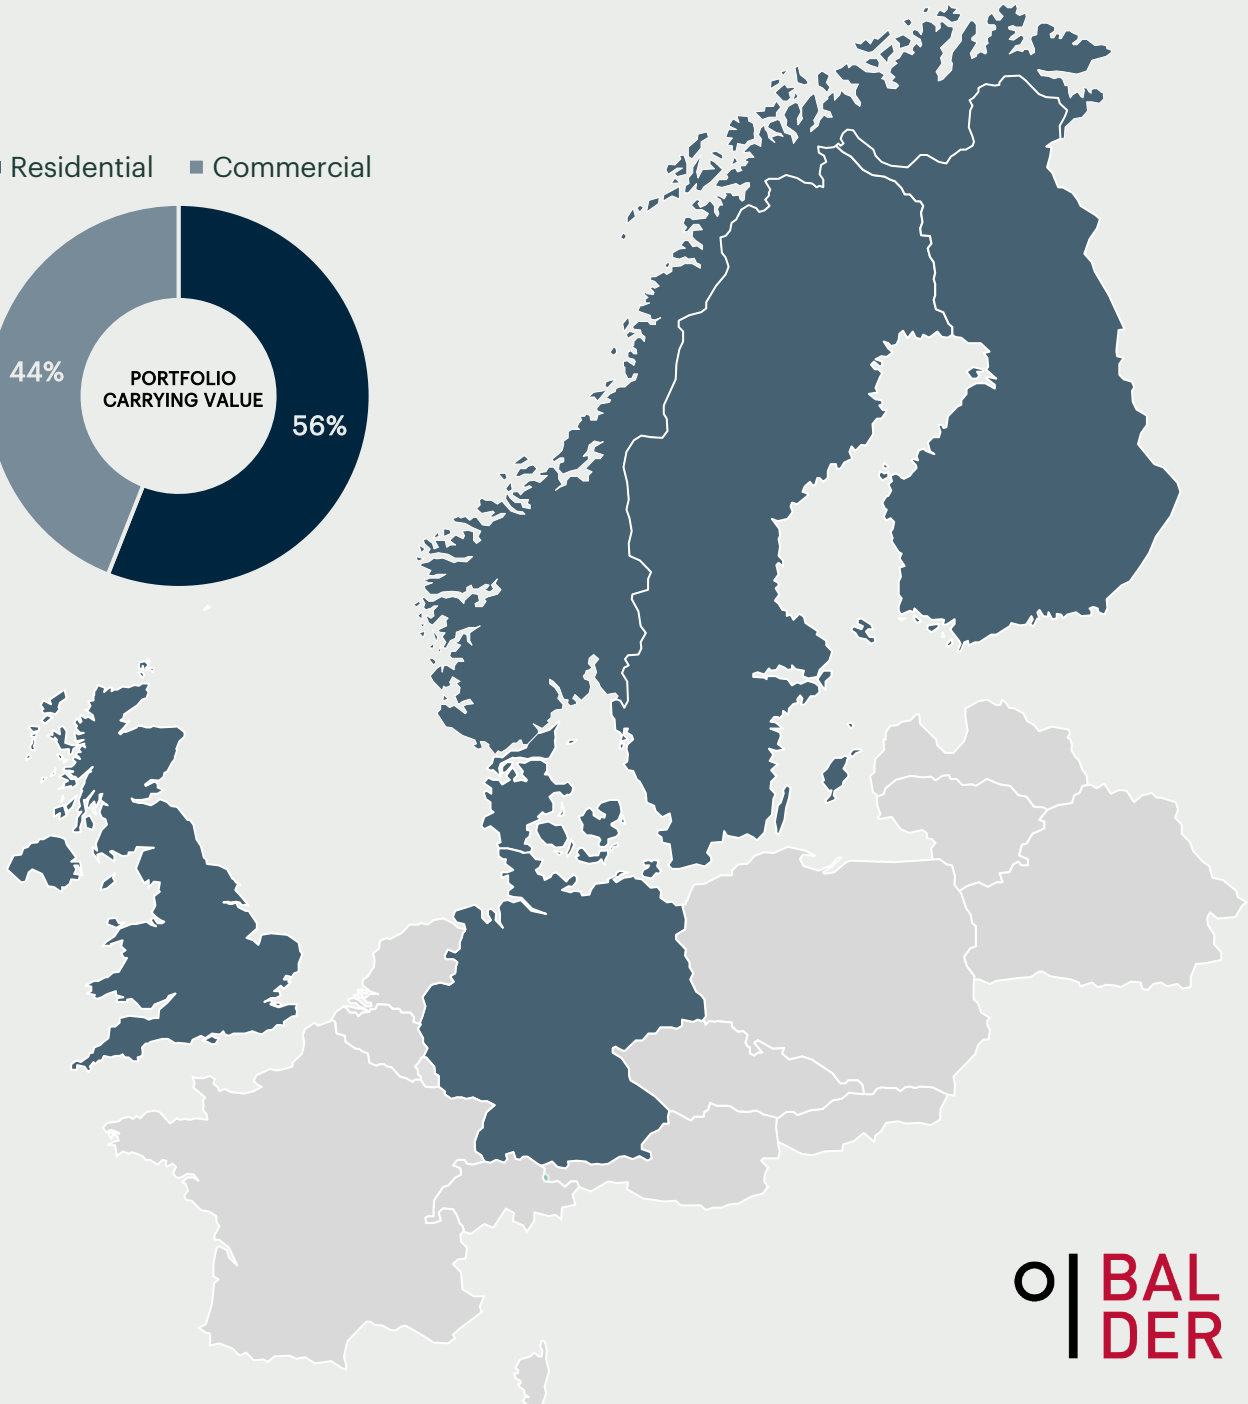 Residential
Commercial
44%
PORTFOLIO
CARRYING VALUE
56%
BAL
DER